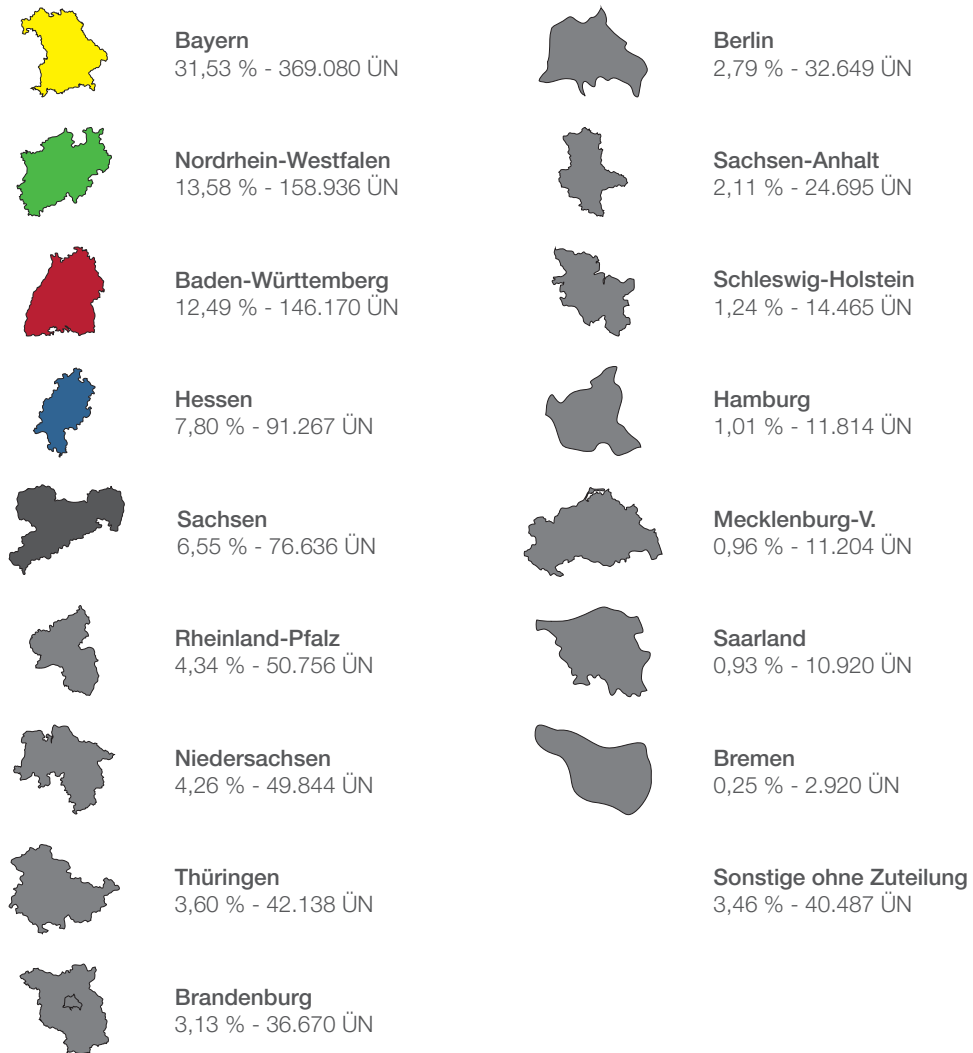 Bayern
31,53 % - 369.080 ÜN
Nordrhein-Westfalen
13,58 % - 158.936 ÜN
Baden-Württemberg
12,49 % - 146.170 ÜN
Hessen
7,80 % - 91.267 ÜN
Sachsen
6,55 % - 76.636 ÜN
Rheinland-Pfalz
4,34 % - 50.756 ÜN
Niedersachsen
4,26 % - 49.844 ÜN
Thüringen
3,60 % - 42.138 ÜN
Brandenburg
3,13 % - 36.670 ÜN
Berlin
2,79 % - 32.649 ÜN
Sachsen-Anhalt
2,11 % - 24.695 ÜN
Schleswig-Holstein
1,24 % - 14.465 ÜN
Hamburg
1,01 % - 11.814 ÜN
Mecklenburg-V.
0,96 % - 11.204 ÜN
Saarland
0,93 % - 10.920 ÜN
Bremen
0,25 % - 2.920 ÜN
Sonstige ohne Zuteilung
3,46 % - 40.487 ÜN